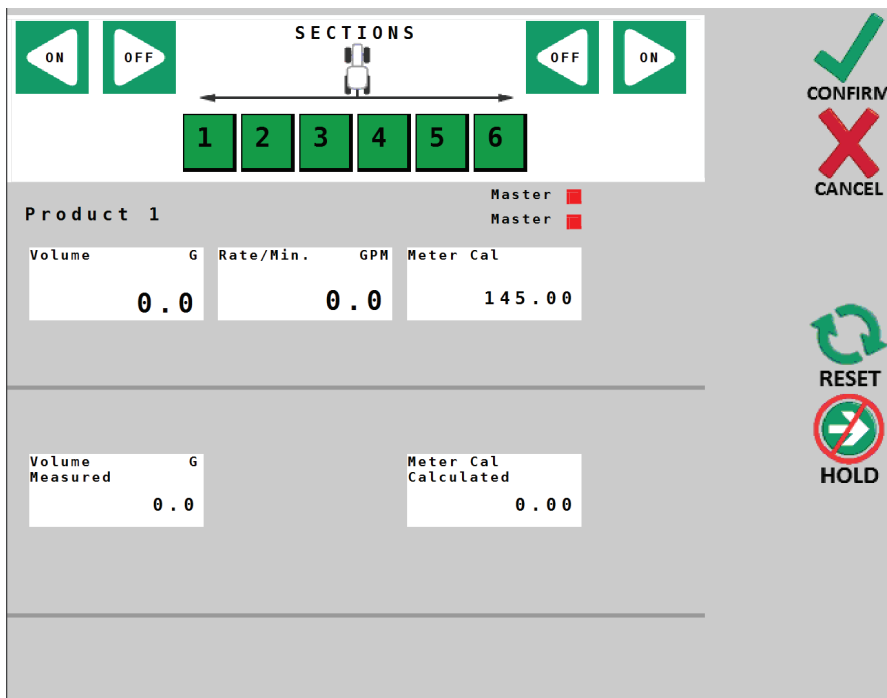 SECTIONS
ON
OFF
OFF
ON
1 2 3 4 5 6
CONFIRM
CANCEL
Product 1
Master
Master
Volume G
0.0
Rate/Min. GPM
0.0
Meter Cal
145.00
RESET
HOLD
Volume G
Measured
0.0
Meter Cal
Calculated
0.00